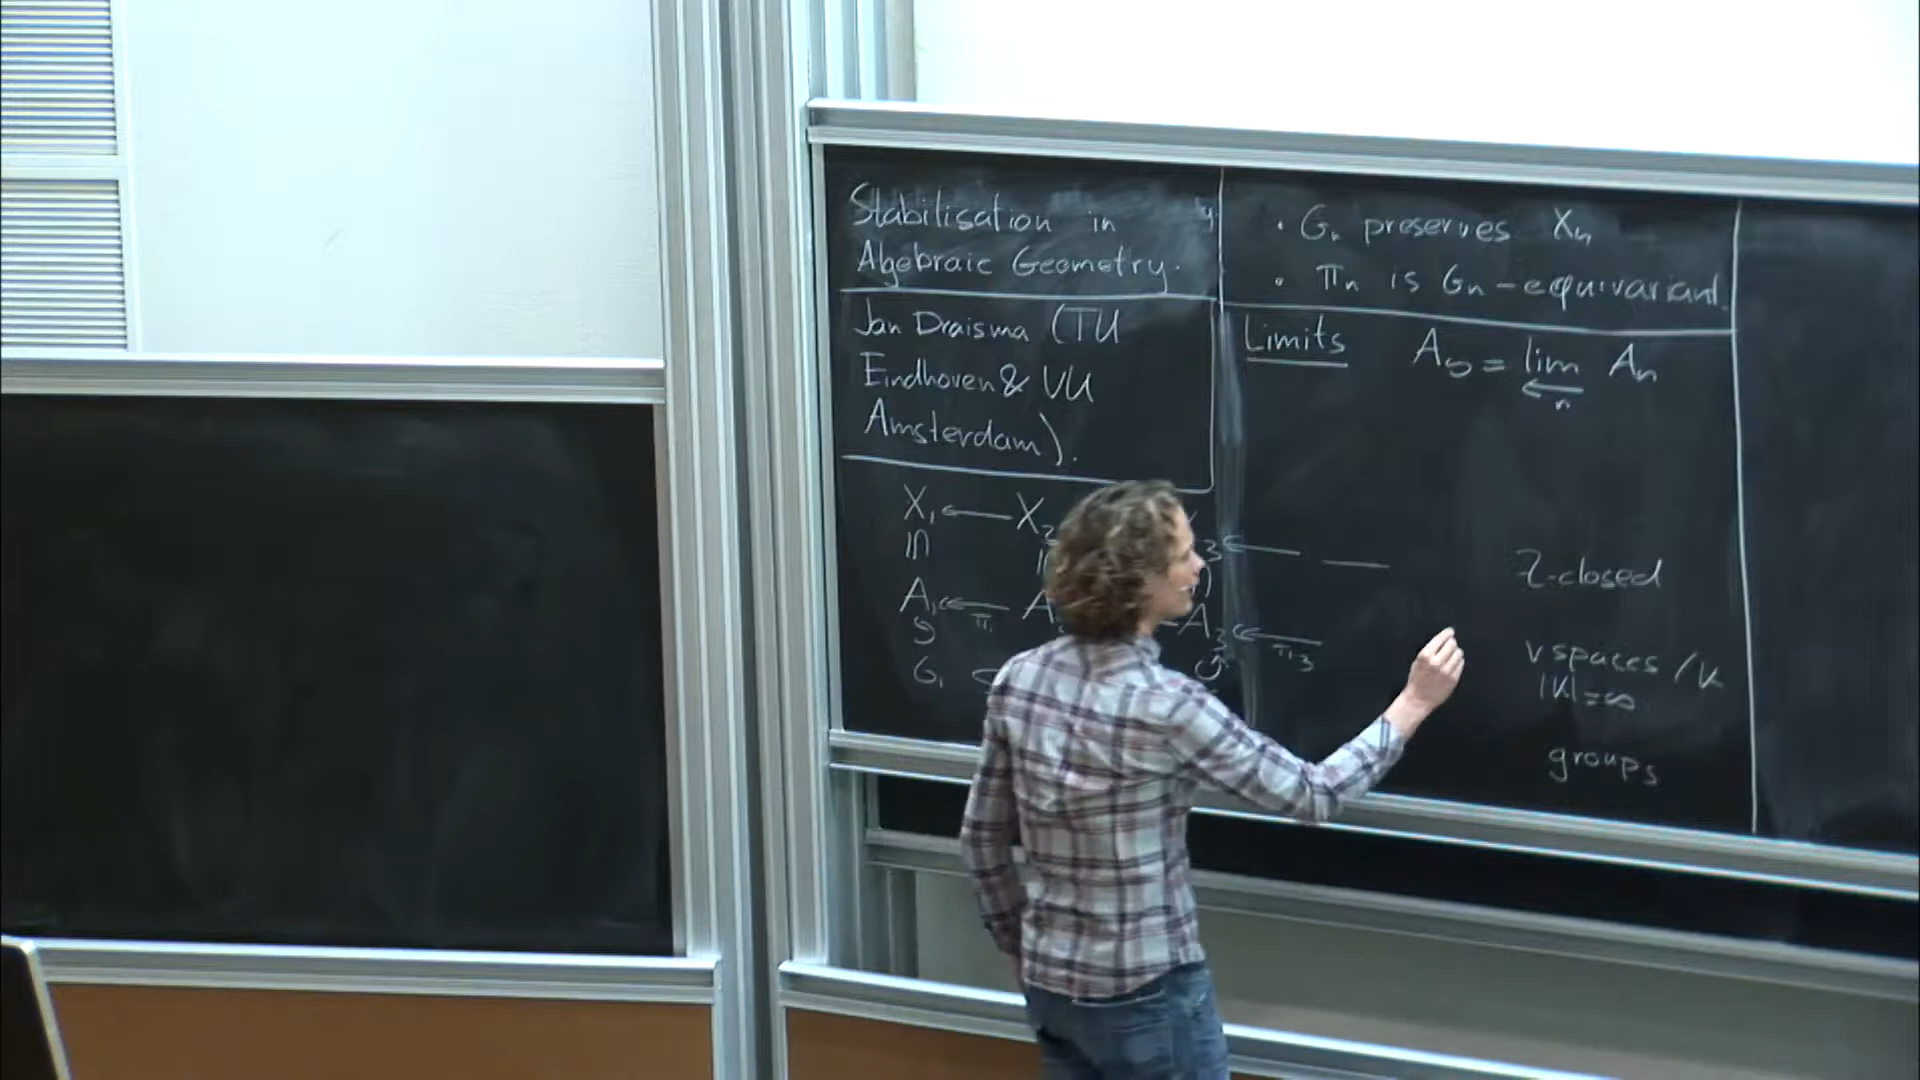 Stabilisation in
Algebraic Geometry.
Jan Draisma (TU
Eindhoven & VU
Amsterdam).
X₁ ← X₂ ₃ ← —
A₁ ← A A₃ ←
π₁ π₃
G₁
• Gₙ preserves Xₙ
• πₙ is Gₙ-equivariant.
Limits A∞ = lim Aₙ
← n
Z-closed
v spaces /K
|K|=∞
groups